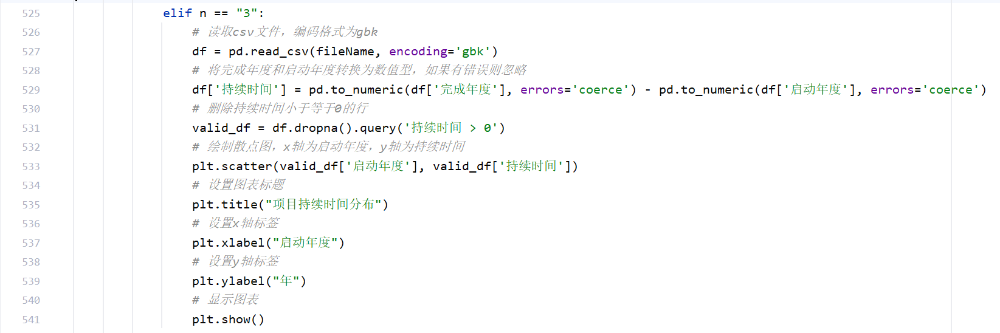 525 elif n == "3":
526 # 读取csv文件，编码格式为gbk
527 df = pd.read_csv(fileName, encoding='gbk')
528 # 将完成年度和启动年度转换为数值型，如果有错误则忽略
529 df['持续时间'] = pd.to_numeric(df['完成年度'], errors='coerce') - pd.to_numeric(df['启动年度'], errors='coerce')
530 # 删除持续时间小于等于0的行
531 valid_df = df.dropna().query('持续时间 > 0')
532 # 绘制散点图，x轴为启动年度，y轴为持续时间
533 plt.scatter(valid_df['启动年度'], valid_df['持续时间'])
534 # 设置图表标题
535 plt.title("项目持续时间分布")
536 # 设置x轴标签
537 plt.xlabel("启动年度")
538 # 设置y轴标签
539 plt.ylabel("年")
540 # 显示图表
541 plt.show()